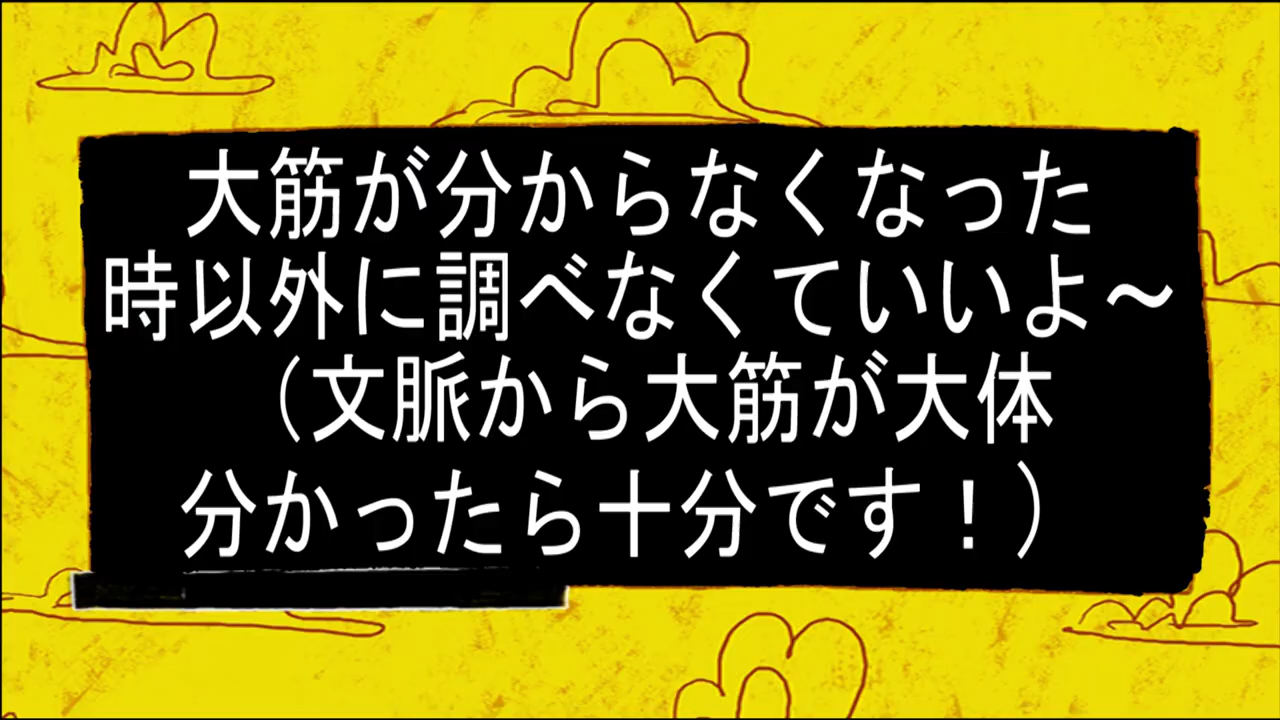 大筋が分からなくなった
時以外に調べなくていいよ～
（文脈から大筋が大体
分かったら十分です！）